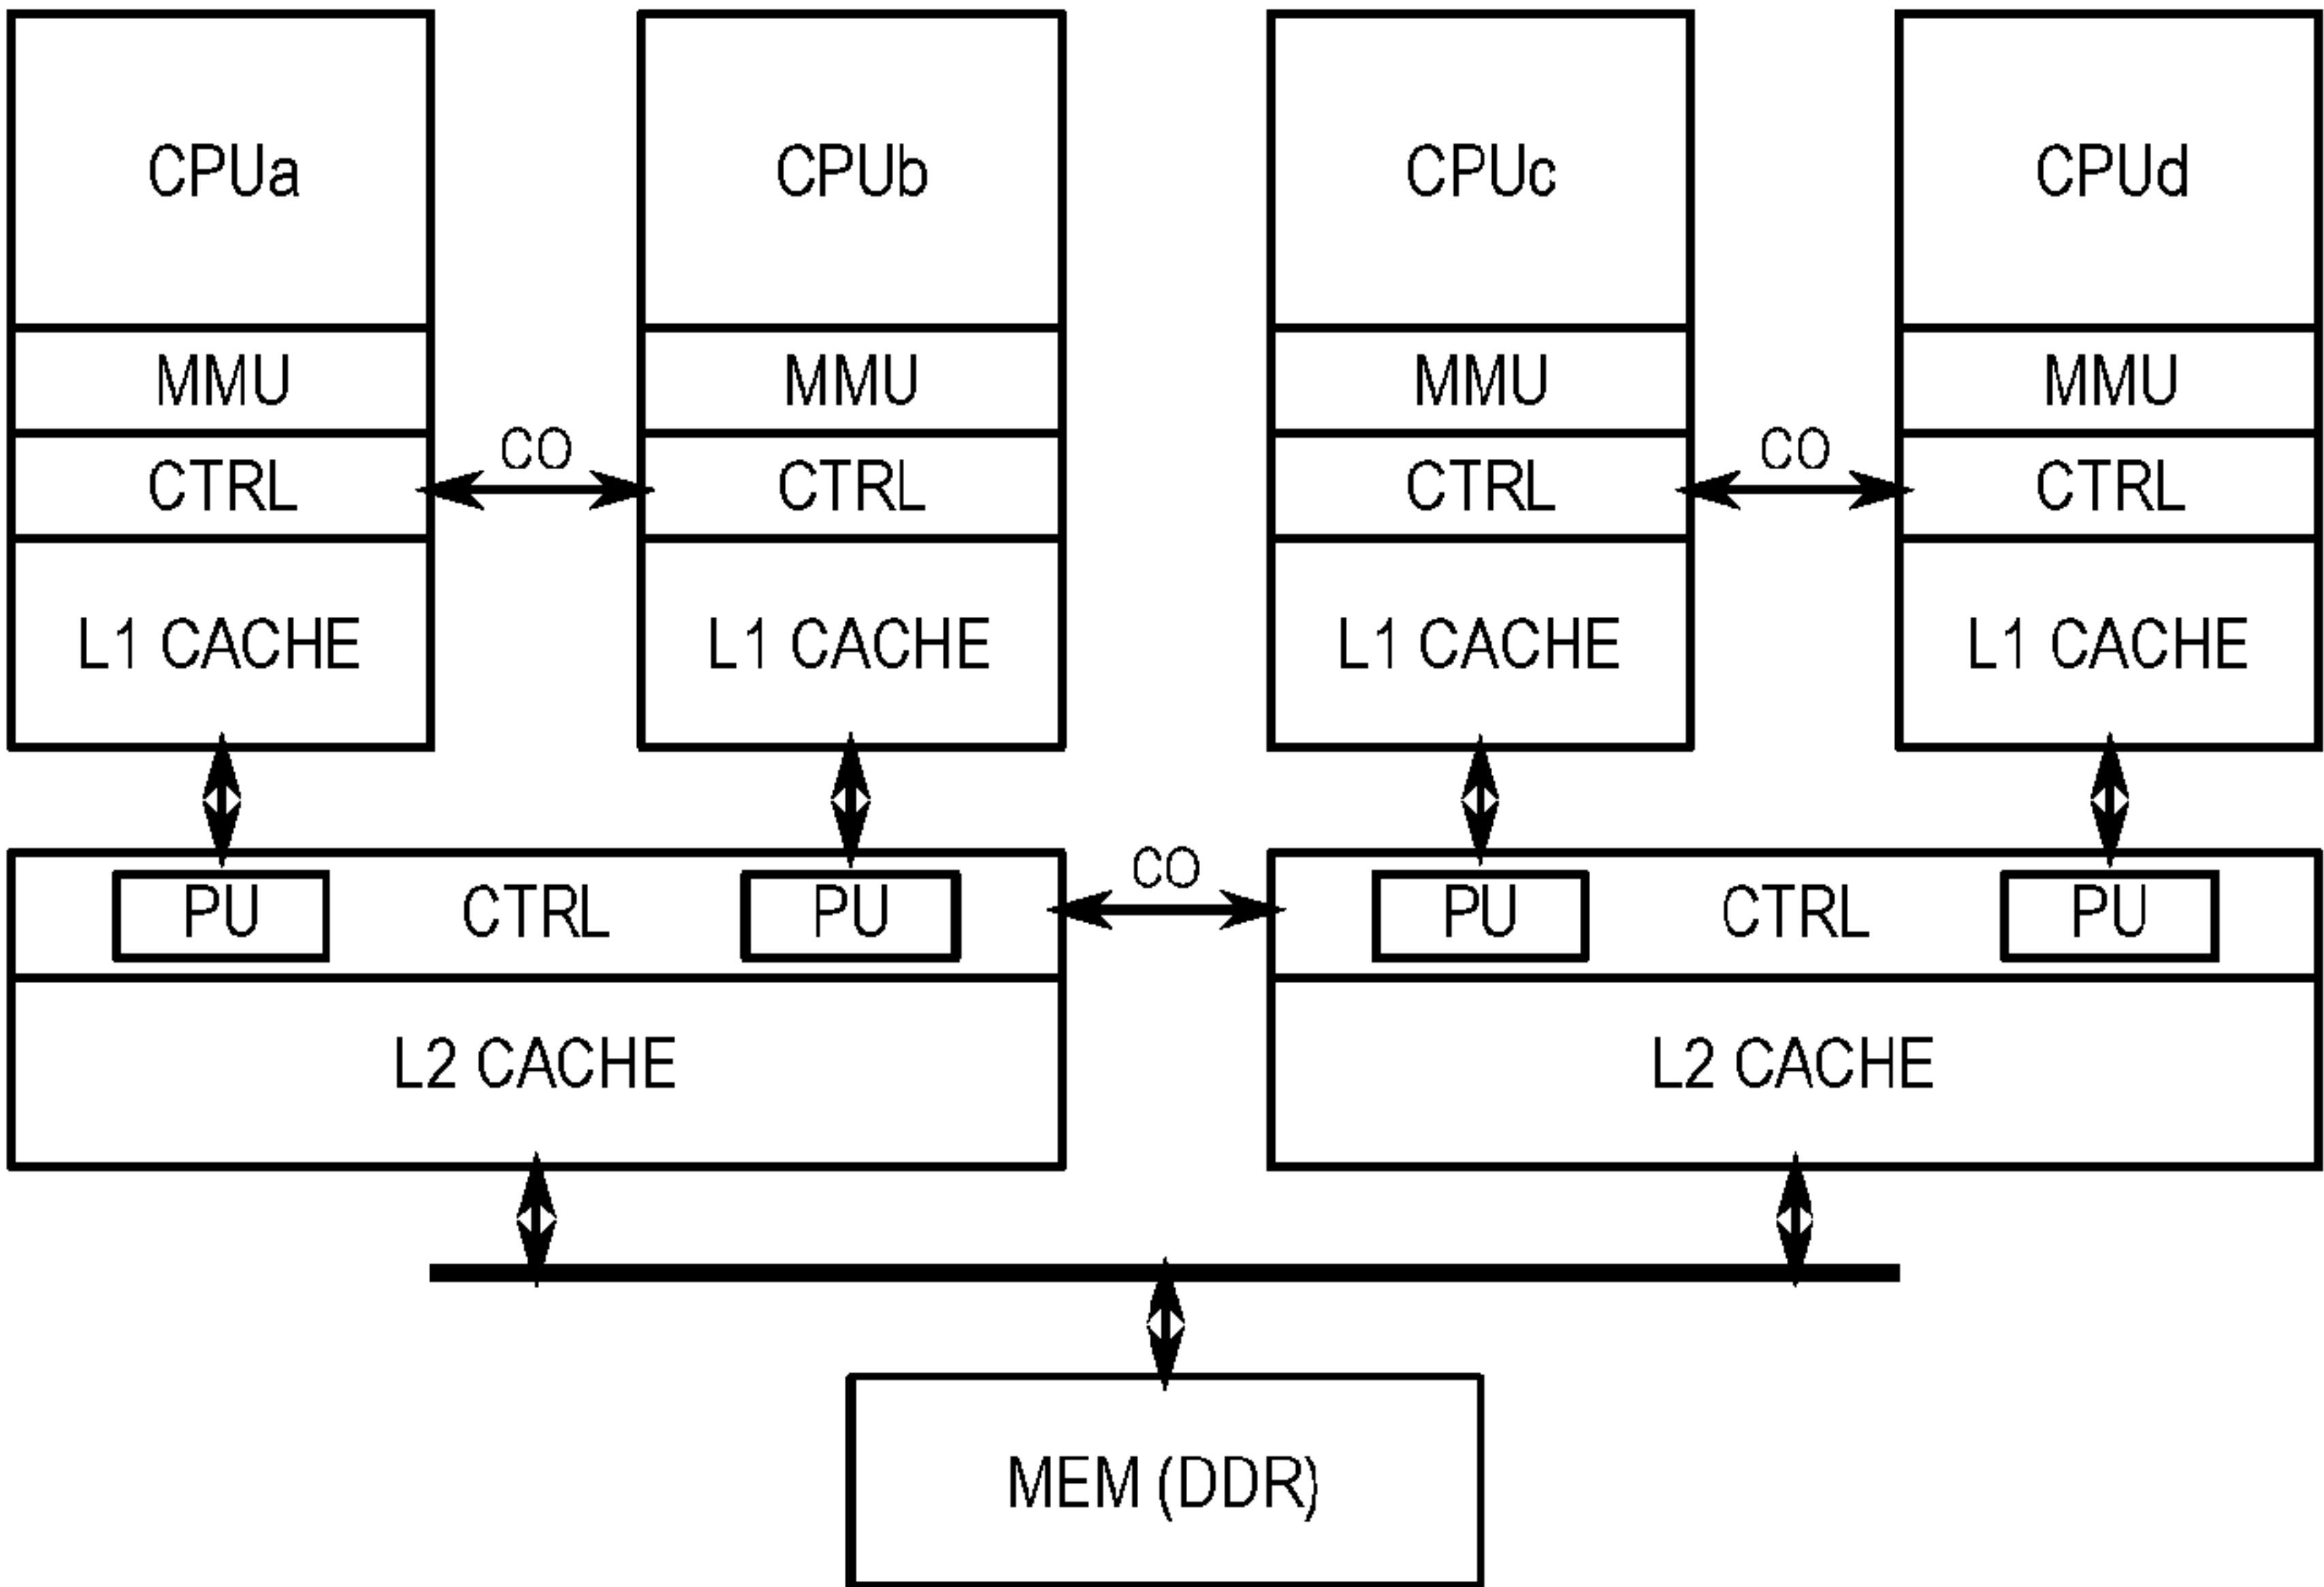 CPUa CPUb CPUc CPUd
MMU MMU MMU MMU
CO CO
CTRL CTRL CTRL CTRL
L1 CACHE L1 CACHE L1 CACHE L1 CACHE
CO
PU CTRL PU PU CTRL PU
L2 CACHE L2 CACHE
MEM (DDR)